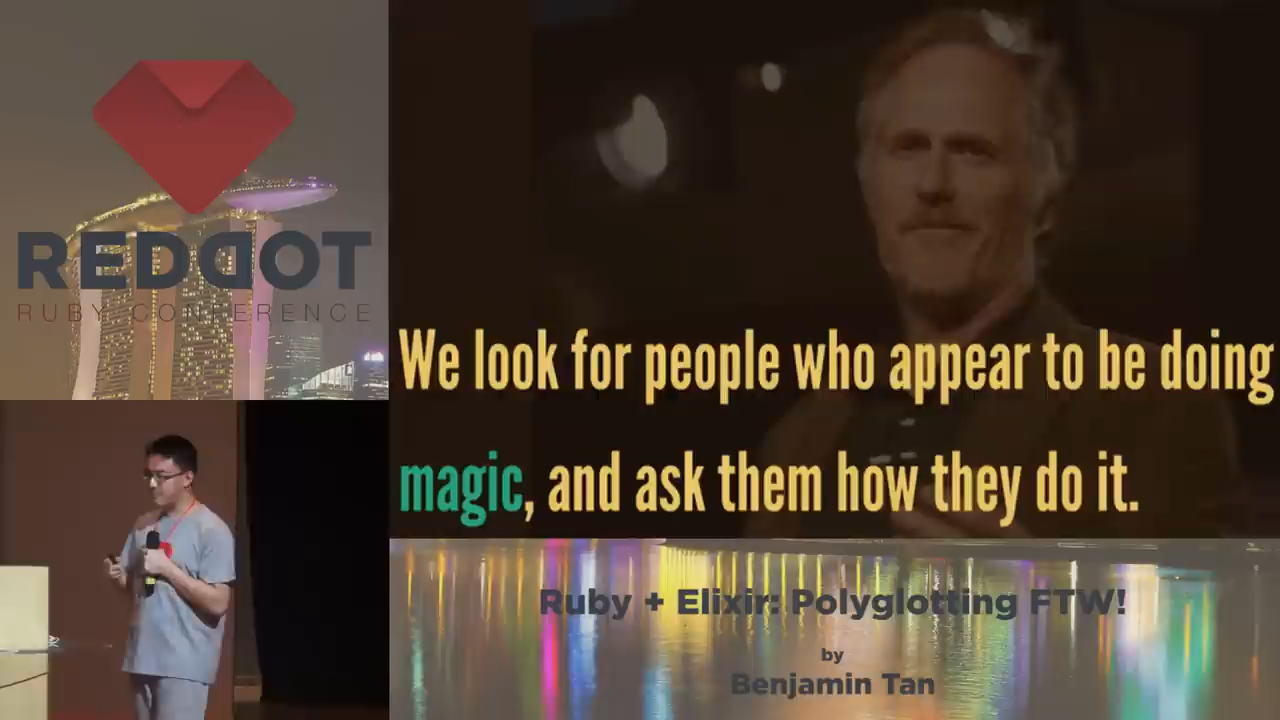 REDDOT
RUBY CONFERENCE
We look for people who appear to be doing
magic, and ask them how they do it.
Ruby + Elixir: Polyglotting FTW!
by
Benjamin Tan